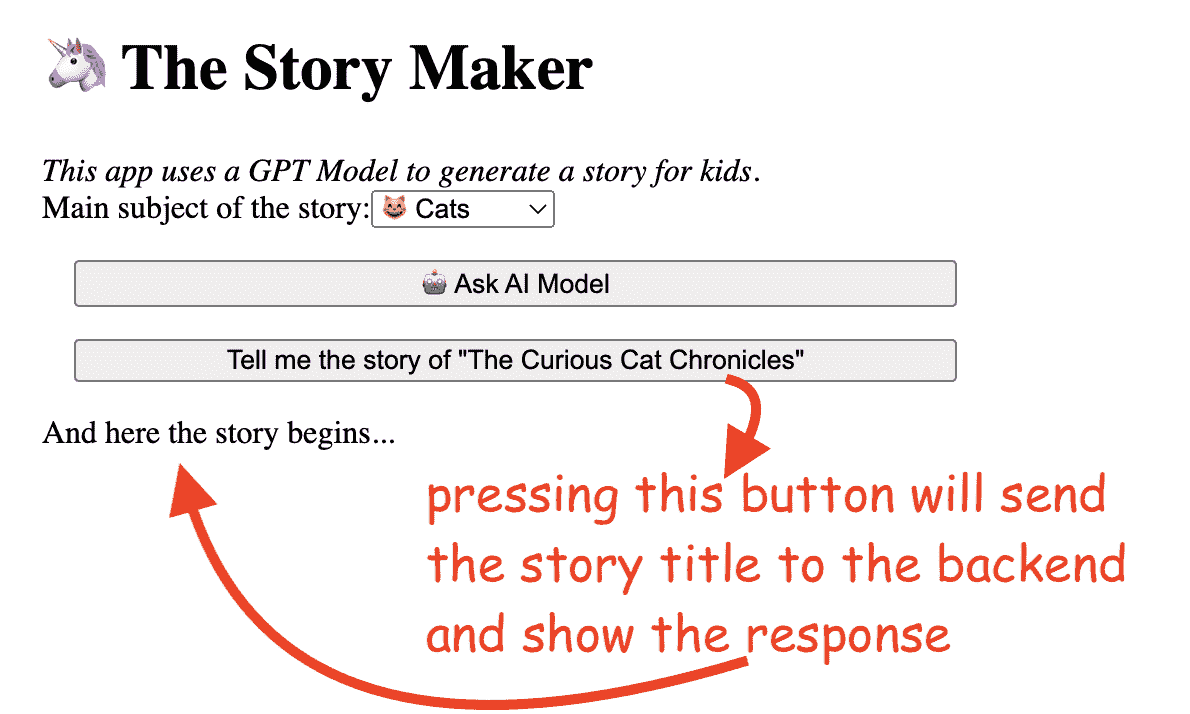 🦄 The Story Maker
This app uses a GPT Model to generate a story for kids.
Main subject of the story: 😺 Cats
🤖 Ask AI Model
Tell me the story of "The Curious Cat Chronicles"
And here the story begins...
pressing this button will send
the story title to the backend
and show the response